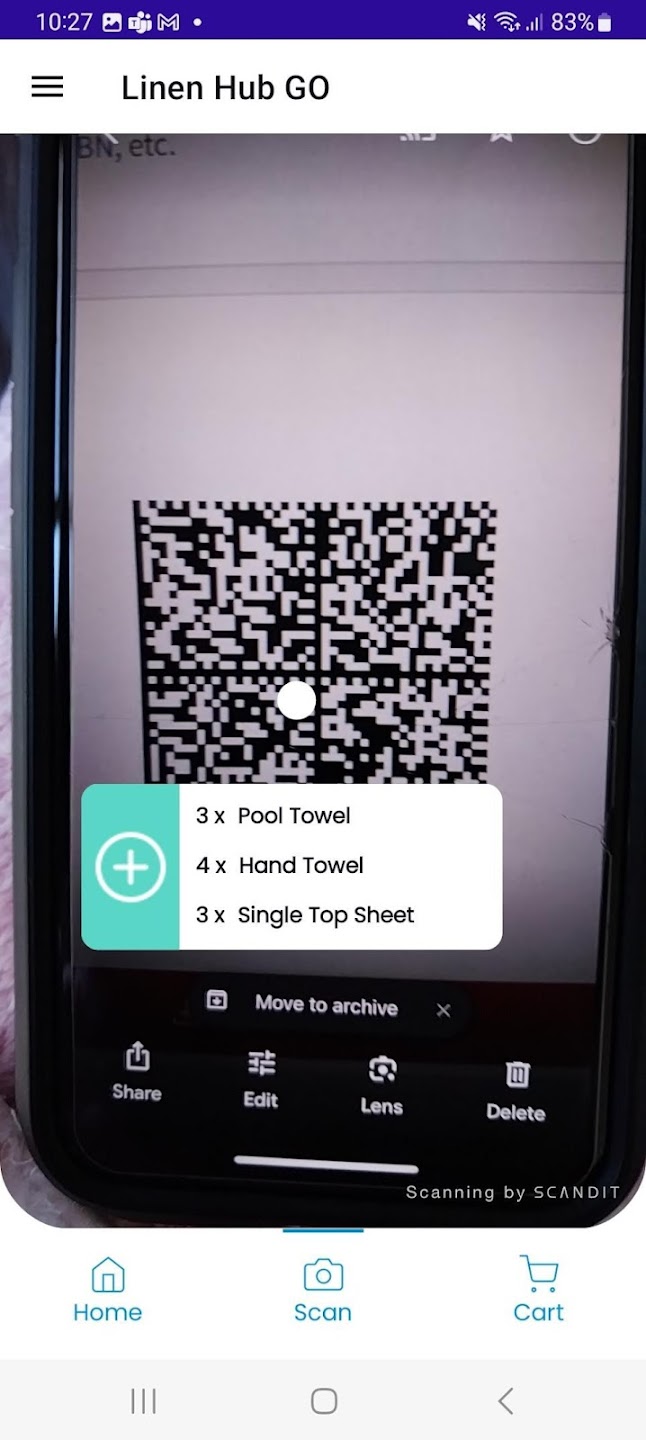 10:27
83%
Linen Hub GO
BN, etc.
3 x Pool Towel
4 x Hand Towel
3 x Single Top Sheet
Move to archive
Share
Edit
Lens
Delete
Scanning by SCANDIT
Home
Scan
Cart